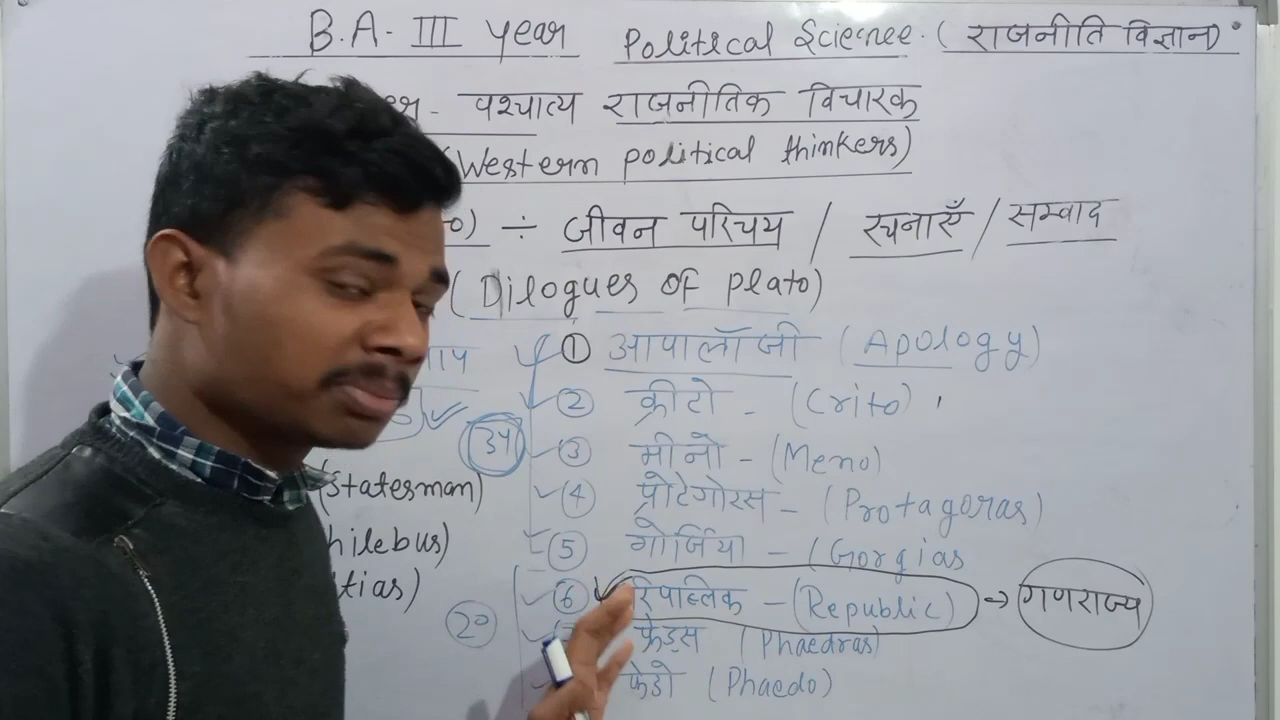 B.A. III year Political Science. (राजनीति विज्ञान)
पश्चात्य राजनीतिक विचारक
(Western political thinkers)
o) ÷ जीवन परिचय / रचनाएँ / सम्वाद
(Dilogues of plato)
① आपालॉजी (Apology)
② क्रीटो - (Crito)
34 ③ मीनो - (Meno)
(Statesman) ④ प्रोटेगोरस - (Protagoras)
hilebus) ⑤ गोर्जिया - (Gorgias
tias) ⑥ रिपब्लिक - (Republic) → गणराज्य
20 फ्रेड्रस (Phaedras)
फेडो (Phaedo)